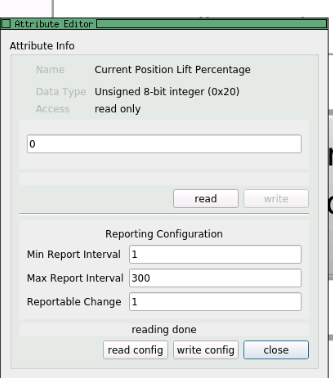 Attribute Editor
Attribute Info
Name Current Position Lift Percentage
Data Type Unsigned 8-bit integer (0x20)
Access read only
0
read write
Reporting Configuration
Min Report Interval 1
Max Report Interval 300
Reportable Change 1
reading done
read config write config close